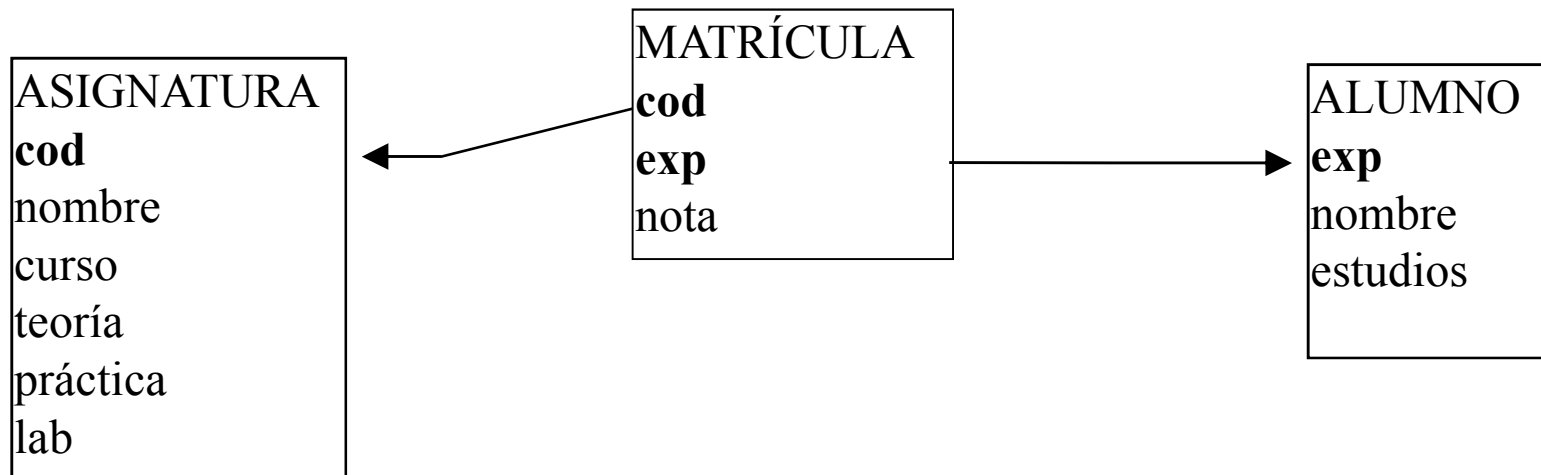 ASIGNATURA
cod
nombre
curso
teoría
práctica
lab
MATRÍCULA
cod
exp
nota
ALUMNO
exp
nombre
estudios